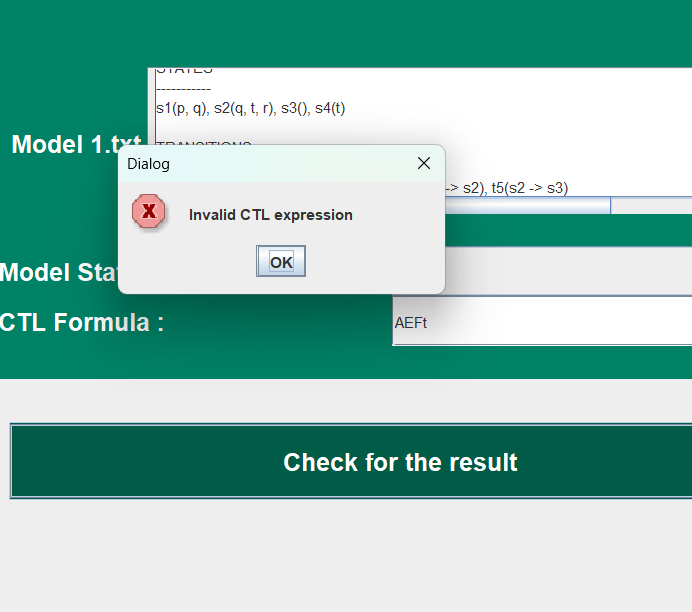 STATES
-----------
s1(p, q), s2(q, t, r), s3(), s4(t)
Model 1.txt
TRANSITIONS
Dialog
-> s2), t5(s2 -> s3)
X
Invalid CTL expression
OK
Model Sta
CTL Formula :
AEFt
Check for the result